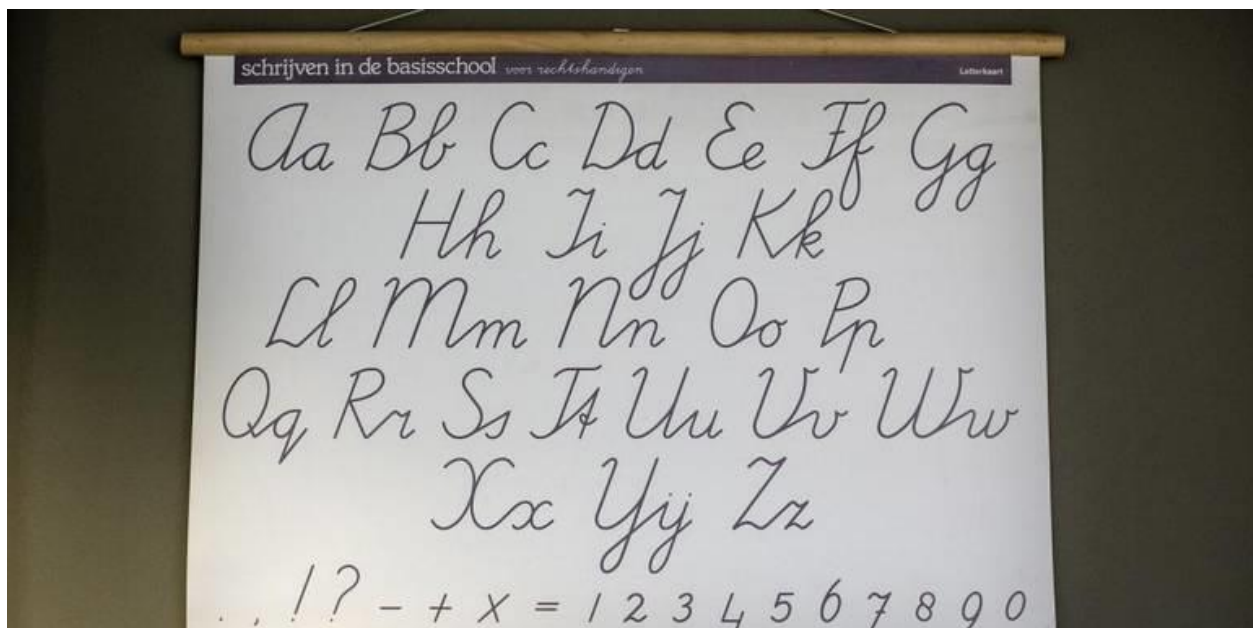 schrijven in de basisschool voor rechtshandigen Letterkaart
Aa Bb Cc Dd Ee Ff Gg
Hh Ii Jj Kk
Ll Mm Nn Oo Pp
Qq Rr Ss Tt Uu Vv Ww
Xx Yij Zz
. , ! ? - + x = 1 2 3 4 5 6 7 8 9 0